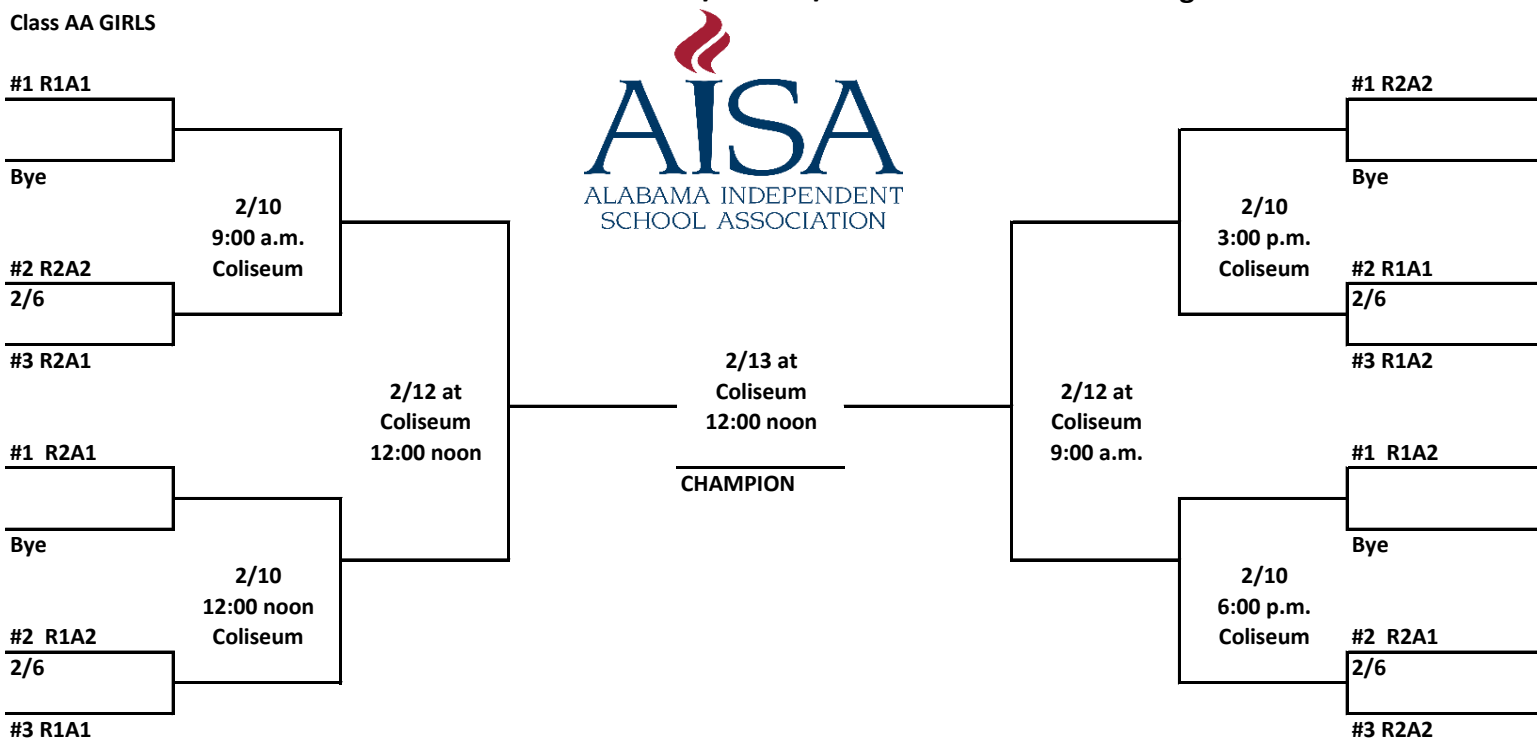 Class AA GIRLS
#1 R1A1
Bye
2/10
9:00 a.m.
Coliseum
#2 R2A2
2/6
#3 R2A1
2/12 at
Coliseum
12:00 noon
#1 R2A1
Bye
2/10
12:00 noon
Coliseum
#2 R1A2
2/6
#3 R1A1
AISA
ALABAMA INDEPENDENT
SCHOOL ASSOCIATION
2/13 at
Coliseum
12:00 noon
CHAMPION
#1 R2A2
Bye
2/10
3:00 p.m.
Coliseum
#2 R1A1
2/6
#3 R1A2
2/12 at
Coliseum
9:00 a.m.
#1 R1A2
Bye
2/10
6:00 p.m.
Coliseum
#2 R2A1
2/6
#3 R2A2